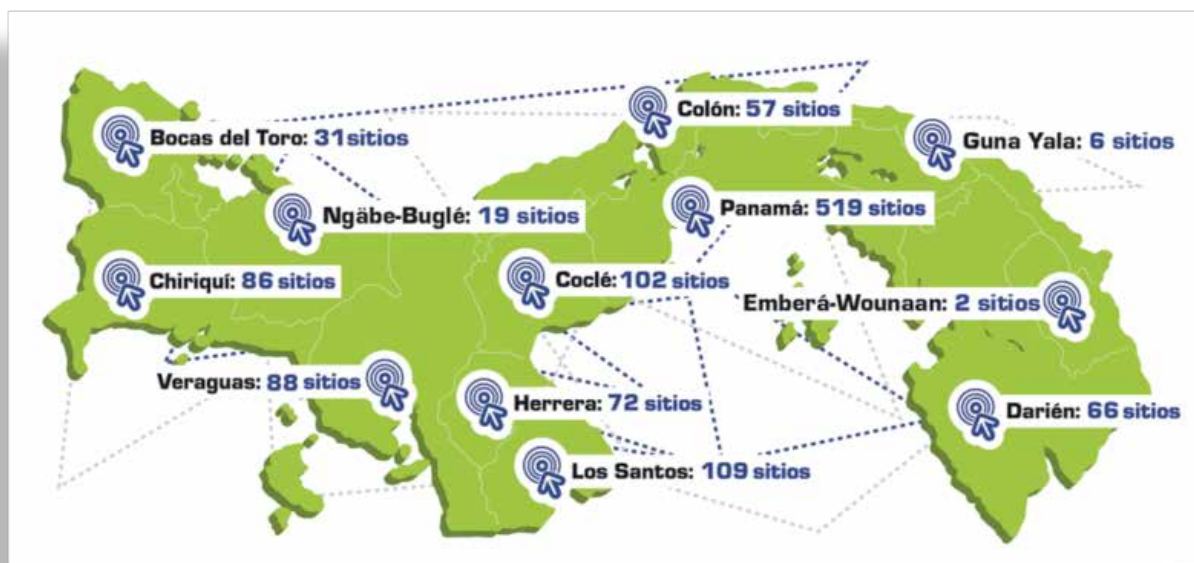 Colón: 57 sitios
Bocas del Toro: 31 sitios
Guna Yala: 6 sitios
Ngäbe-Buglé: 19 sitios
Panamá: 519 sitios
Chiriquí: 86 sitios
Coclé: 102 sitios
Emberá-Wounaan: 2 sitios
Veraguas: 88 sitios
Herrera: 72 sitios
Darién: 66 sitios
Los Santos: 109 sitios